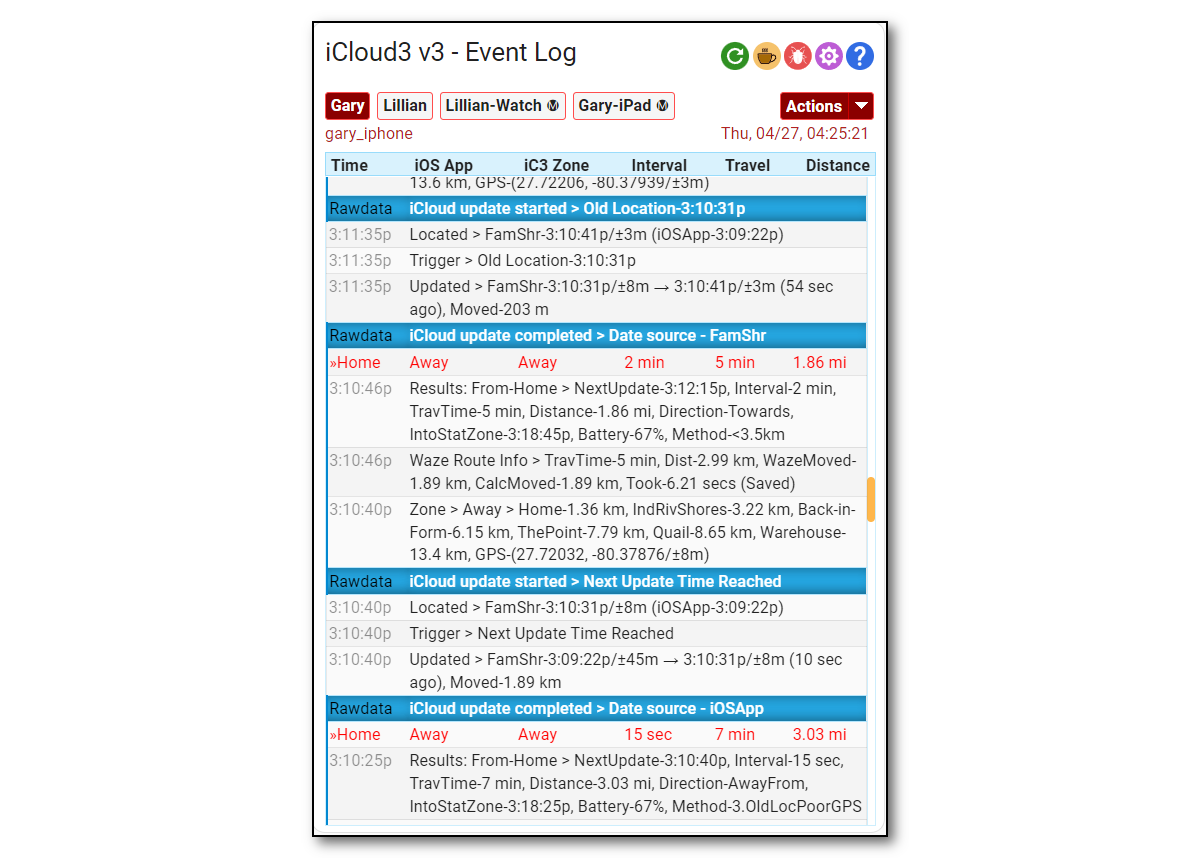 iCloud3 v3 - Event Log
Gary Lillian Lillian-Watch Ⓜ Gary-iPad Ⓜ Actions
gary_iphone Thu, 04/27, 04:25:21
Time iOS App iC3 Zone Interval Travel Distance
13.6 km, GPS-(27.72206, -80.37939/±3m)
Rawdata iCloud update started > Old Location-3:10:31p
3:11:35p Located > FamShr-3:10:41p/±3m (iOSApp-3:09:22p)
3:11:35p Trigger > Old Location-3:10:31p
3:11:35p Updated > FamShr-3:10:31p/±8m → 3:10:41p/±3m (54 sec
ago), Moved-203 m
Rawdata iCloud update completed > Date source - FamShr
»Home Away Away 2 min 5 min 1.86 mi
3:10:46p Results: From-Home > NextUpdate-3:12:15p, Interval-2 min,
TravTime-5 min, Distance-1.86 mi, Direction-Towards,
IntoStatZone-3:18:45p, Battery-67%, Method-<3.5km
3:10:46p Waze Route Info > TravTime-5 min, Dist-2.99 km, WazeMoved-
1.89 km, CalcMoved-1.89 km, Took-6.21 secs (Saved)
3:10:40p Zone > Away > Home-1.36 km, IndRivShores-3.22 km, Back-in-
Form-6.15 km, ThePoint-7.79 km, Quail-8.65 km, Warehouse-
13.4 km, GPS-(27.72032, -80.37876/±8m)
Rawdata iCloud update started > Next Update Time Reached
3:10:40p Located > FamShr-3:10:31p/±8m (iOSApp-3:09:22p)
3:10:40p Trigger > Next Update Time Reached
3:10:40p Updated > FamShr-3:09:22p/±45m → 3:10:31p/±8m (10 sec
ago), Moved-1.89 km
Rawdata iCloud update completed > Date source - iOSApp
»Home Away Away 15 sec 7 min 3.03 mi
3:10:25p Results: From-Home > NextUpdate-3:10:40p, Interval-15 sec,
TravTime-7 min, Distance-3.03 mi, Direction-AwayFrom,
IntoStatZone-3:18:25p, Battery-67%, Method-3.OldLocPoorGPS